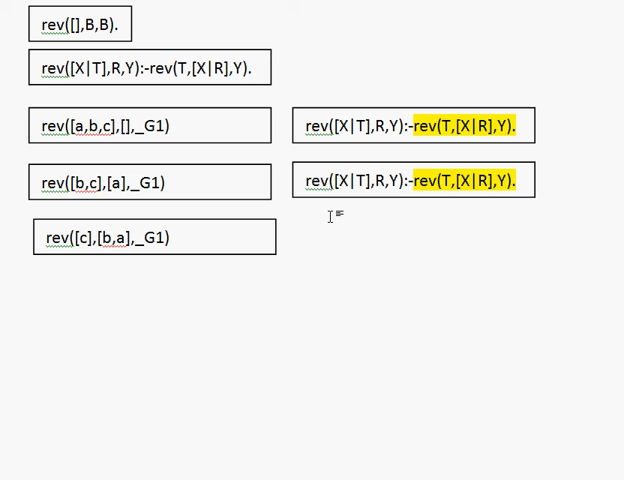 rev([],B,B).
rev([X|T],R,Y):-rev(T,[X|R],Y).
rev([a,b,c],[],_G1)
rev([X|T],R,Y):-rev(T,[X|R],Y).
rev([b,c],[a],_G1)
rev([X|T],R,Y):-rev(T,[X|R],Y).
rev([c],[b,a],_G1)